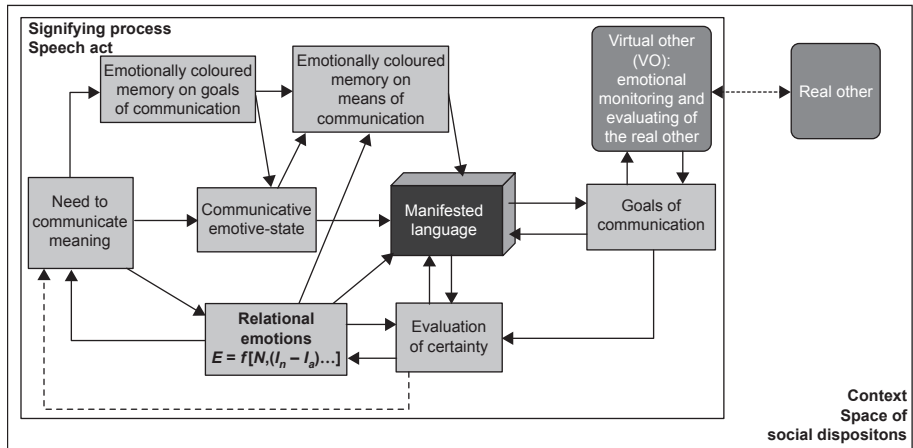 Signifying process
Speech act
Emotionally coloured
memory on goals
of communication
Emotionally coloured
memory on
means of
communication
Virtual other
(VO):
emotional
monitoring and
evaluating of
the real other
Real other
Need to
communicate
meaning
Communicative
emotive-state
Manifested
language
Goals of
communication
Relational
emotions
E = f [N,(Iₙ – Iₐ)…]
Evaluation
of certainty
Context
Space of
social dispositons